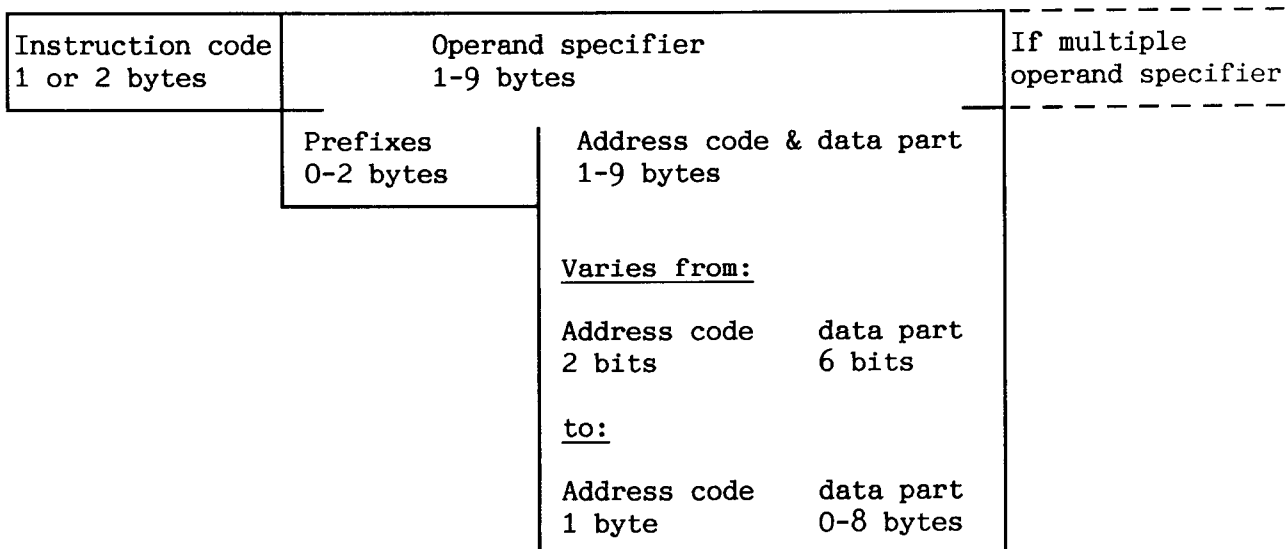 Instruction code
1 or 2 bytes
Operand specifier
1-9 bytes
If multiple
operand specifier
Prefixes
0-2 bytes
Address code & data part
1-9 bytes
Varies from:
Address code data part
2 bits 6 bits
to:
Address code data part
1 byte 0-8 bytes